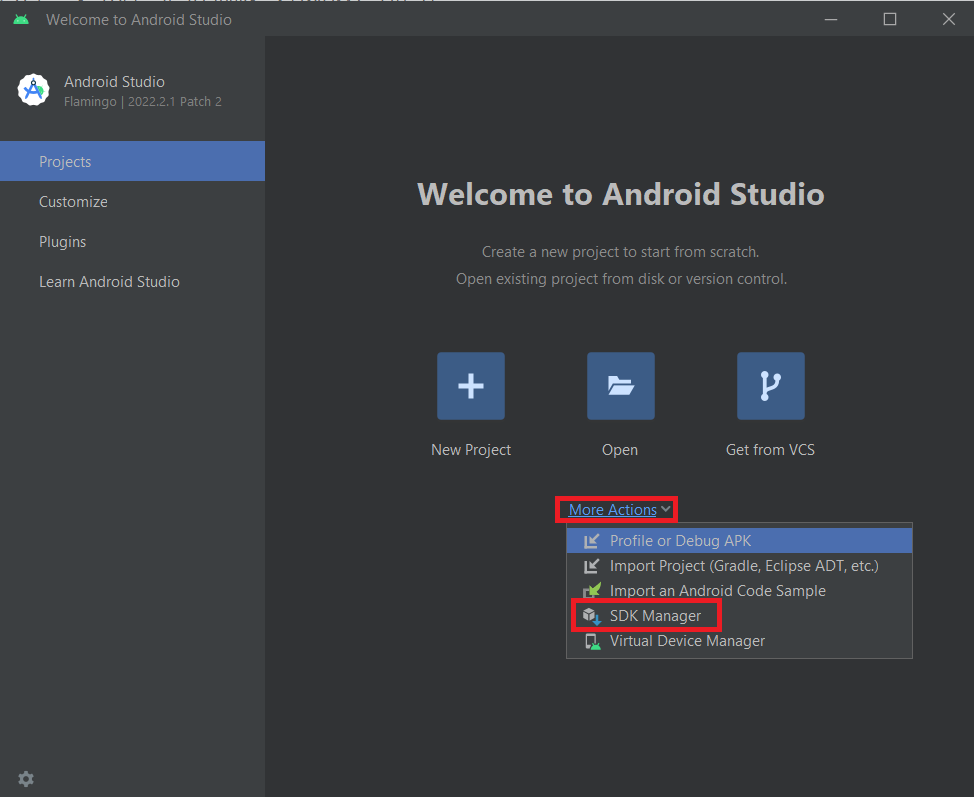 Welcome to Android Studio
Android Studio
Flamingo | 2022.2.1 Patch 2
Projects
Customize
Plugins
Learn Android Studio
Welcome to Android Studio
Create a new project to start from scratch.
Open existing project from disk or version control.
New Project
Open
Get from VCS
More Actions
Profile or Debug APK
Import Project (Gradle, Eclipse ADT, etc.)
Import an Android Code Sample
SDK Manager
Virtual Device Manager